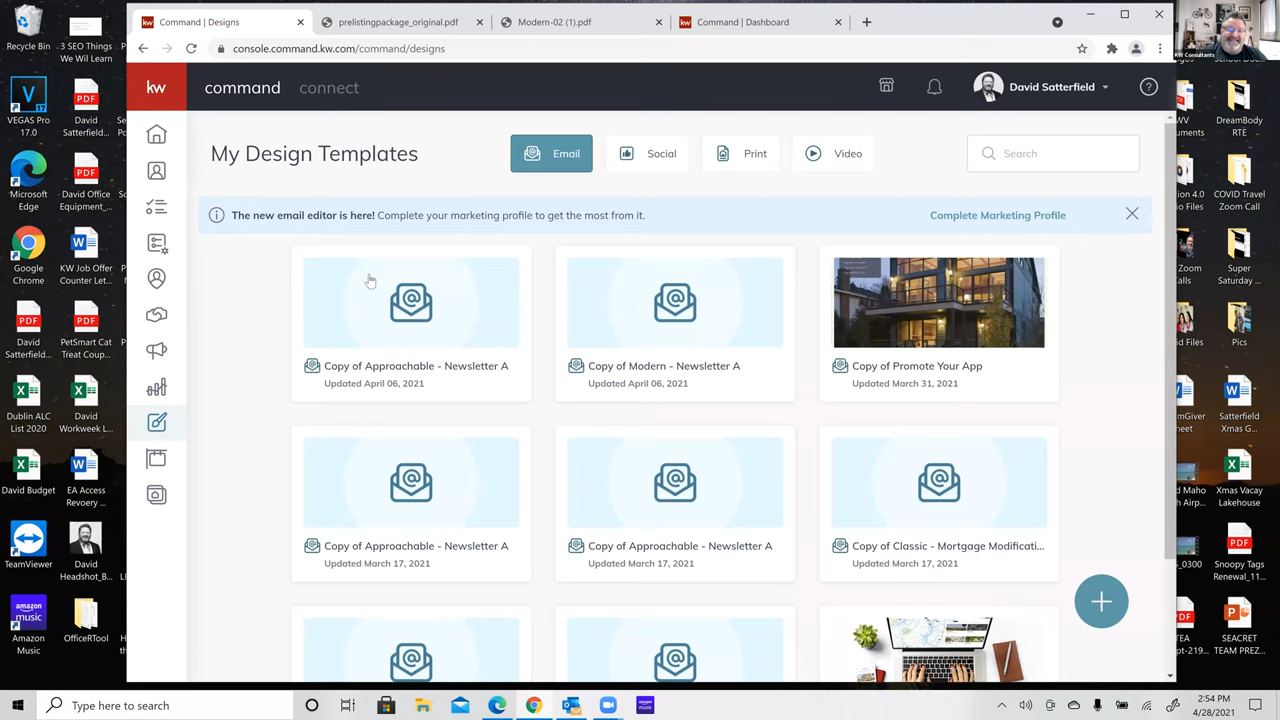 Command | Designs
prelistingpackage_original.pdf
Modern-02 (1).pdf
Command | Dashboard
console.command.kw.com/command/designs
kw
command
connect
David Satterfield
My Design Templates
Email
Social
Print
Video
Search
The new email editor is here! Complete your marketing profile to get the most from it.
Complete Marketing Profile
Copy of Approachable - Newsletter A
Updated April 06, 2021
Copy of Modern - Newsletter A
Updated April 06, 2021
Copy of Promote Your App
Updated March 31, 2021
Copy of Approachable - Newsletter A
Updated March 17, 2021
Copy of Approachable - Newsletter A
Updated March 17, 2021
Copy of Classic - Mortgage Modificati...
Updated March 17, 2021
Recycle Bin
3 SEO Things
We Wil Learn
VEGAS Pro
17.0
David
Satterfied...
Microsoft
Edge
David Office
Equipment_...
Google
Chrome
KW Job Offer
Counter Let...
David
Satterfield...
PetSmart Cat
Treat Coup...
Dublin ALC
List 2020
David
Workweek L...
David Budget
EA Access
Revoery ...
TeamViewer
David
Headshot_B...
Amazon
Music
OfficeRTool
KW Consultants
DreamBody
RTE
COVID Travel
Zoom Call
Super
Saturday ...
Pics
Satterfield
Xmas G...
Xmas Vacay
Lakehouse
Snoopy Tags
Renewal_11...
SEACRET
TEAM PREZ...
Type here to search
2:54 PM
4/28/2021